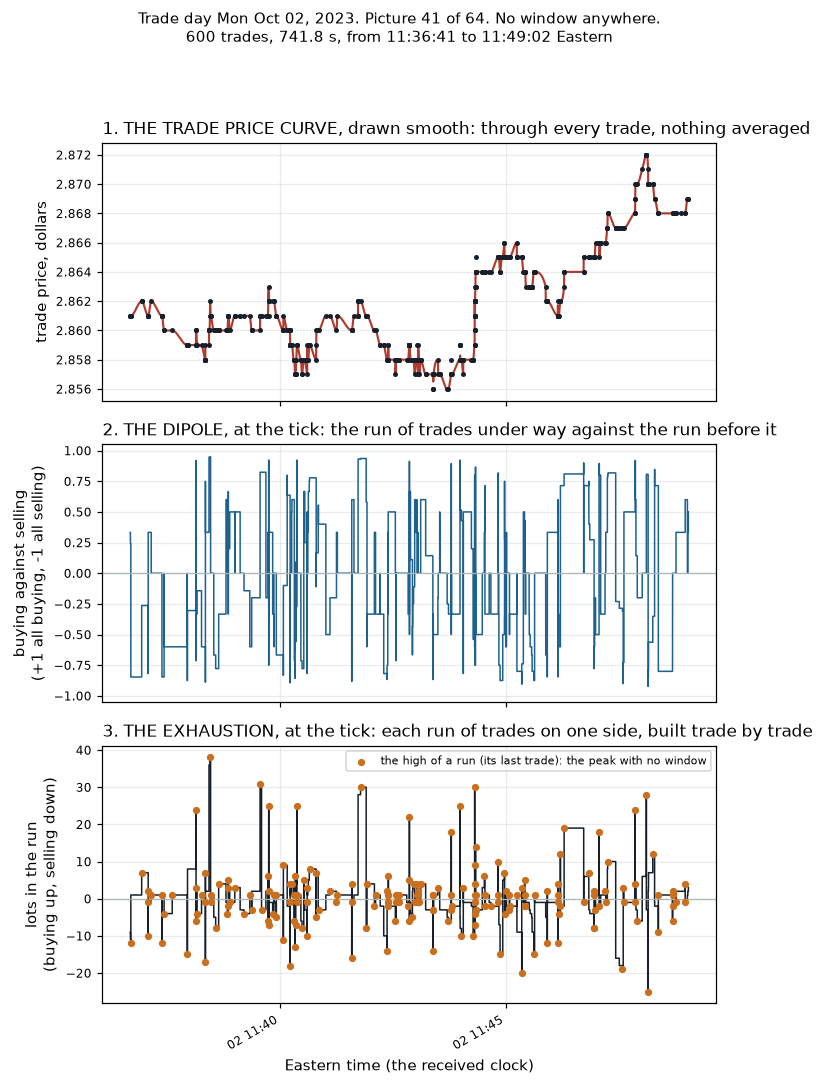 Trade day Mon Oct 02, 2023. Picture 41 of 64. No window anywhere.
600 trades, 741.8 s, from 11:36:41 to 11:49:02 Eastern
1. THE TRADE PRICE CURVE, drawn smooth: through every trade, nothing averaged
trade price, dollars
2.872
2.870
2.868
2.866
2.864
2.862
2.860
2.858
2.856
2. THE DIPOLE, at the tick: the run of trades under way against the run before it
buying against selling
(+1 all buying, -1 all selling)
1.00
0.75
0.50
0.25
0.00
−0.25
−0.50
−0.75
−1.00
3. THE EXHAUSTION, at the tick: each run of trades on one side, built trade by trade
the high of a run (its last trade): the peak with no window
lots in the run
(buying up, selling down)
40
30
20
10
0
−10
−20
02 11:40
02 11:45
Eastern time (the received clock)